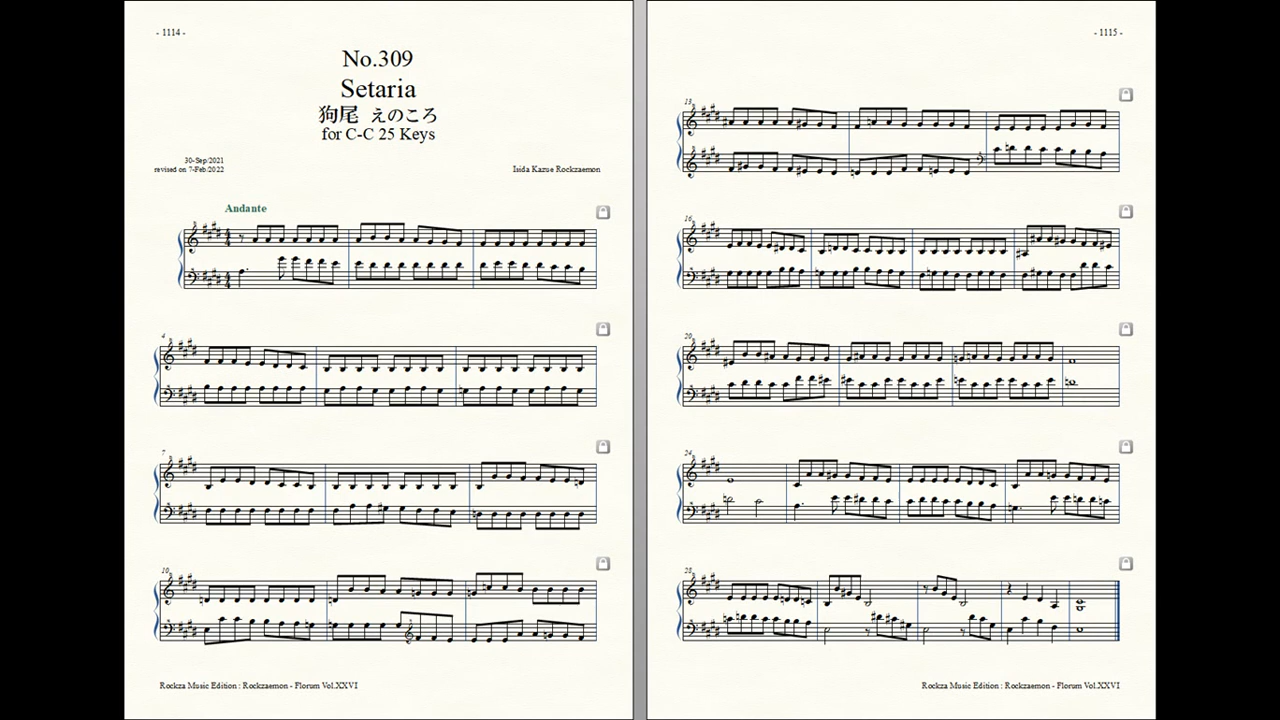 - 1114 -
No.309
Setaria
狗尾 えのころ
for C-C 25 Keys
30-Sep/2021
revised on 7-Feb/2022
Isida Kazue Rockzaemon
Andante
4
7
10
Rockza Music Edition : Rockzaemon - Florum Vol.XXVI
- 1115 -
13
16
20
24
28
Rockza Music Edition : Rockzaemon - Florum Vol.XXVI